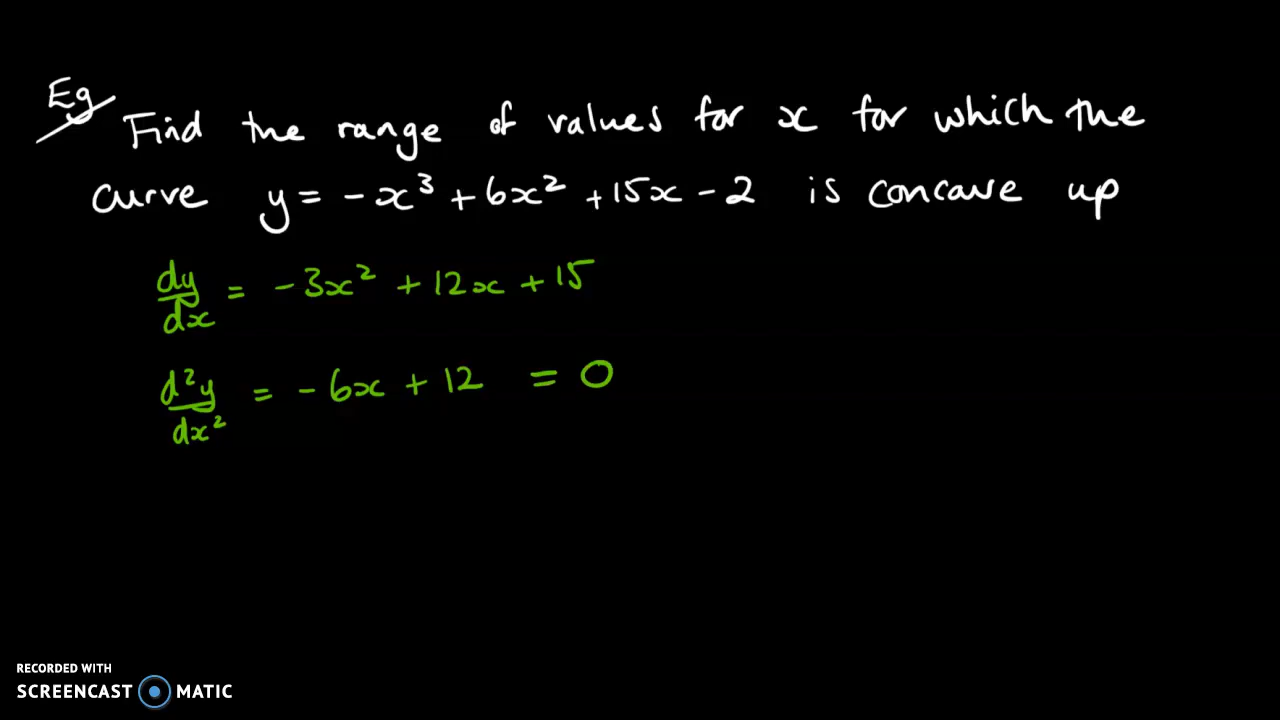 Eg
Find the range of values for x for which the
curve y = -x³ + 6x² + 15x - 2 is concave up
dy/dx = -3x² + 12x + 15
d²y/dx² = -6x + 12 = 0
RECORDED WITH
SCREENCAST MATIC